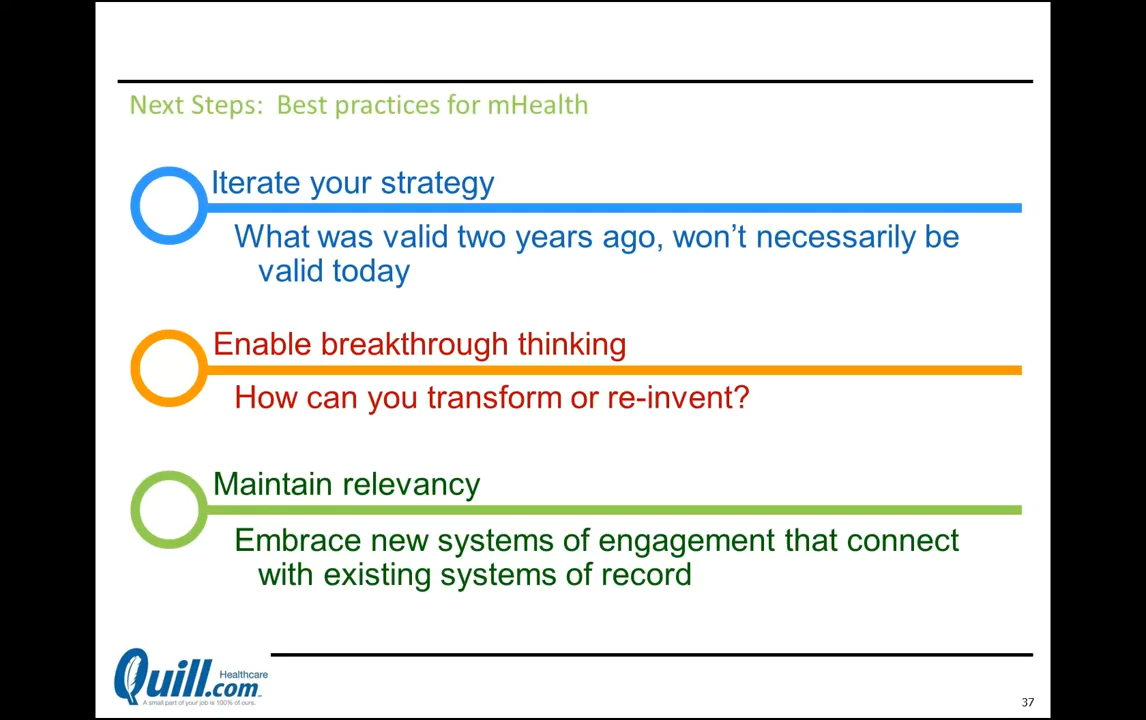 Next Steps: Best practices for mHealth
Iterate your strategy
What was valid two years ago, won't necessarily be
valid today
Enable breakthrough thinking
How can you transform or re-invent?
Maintain relevancy
Embrace new systems of engagement that connect
with existing systems of record
Healthcare
Quill.com
A small part of your job is 100% of ours.
37